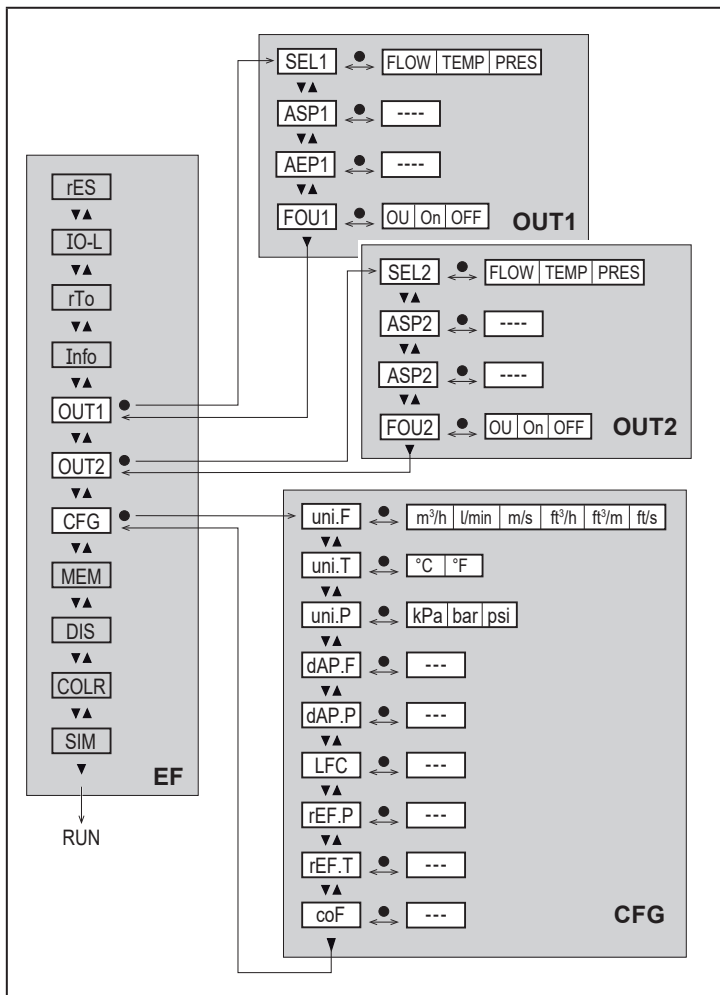 SEL1 FLOW TEMP PRES
ASP1 ----
AEP1 ----
FOU1 OU On OFF
OUT1
SEL2 FLOW TEMP PRES
ASP2 ----
ASP2 ----
FOU2 OU On OFF
OUT2
rES
IO-L
rTo
Info
OUT1
OUT2
CFG
MEM
DIS
COLR
SIM
EF
RUN
uni.F m³/h l/min m/s ft³/h ft³/m ft/s
uni.T °C °F
uni.P kPa bar psi
dAP.F ---
dAP.P ---
LFC ---
rEF.P ---
rEF.T ---
coF ---
CFG